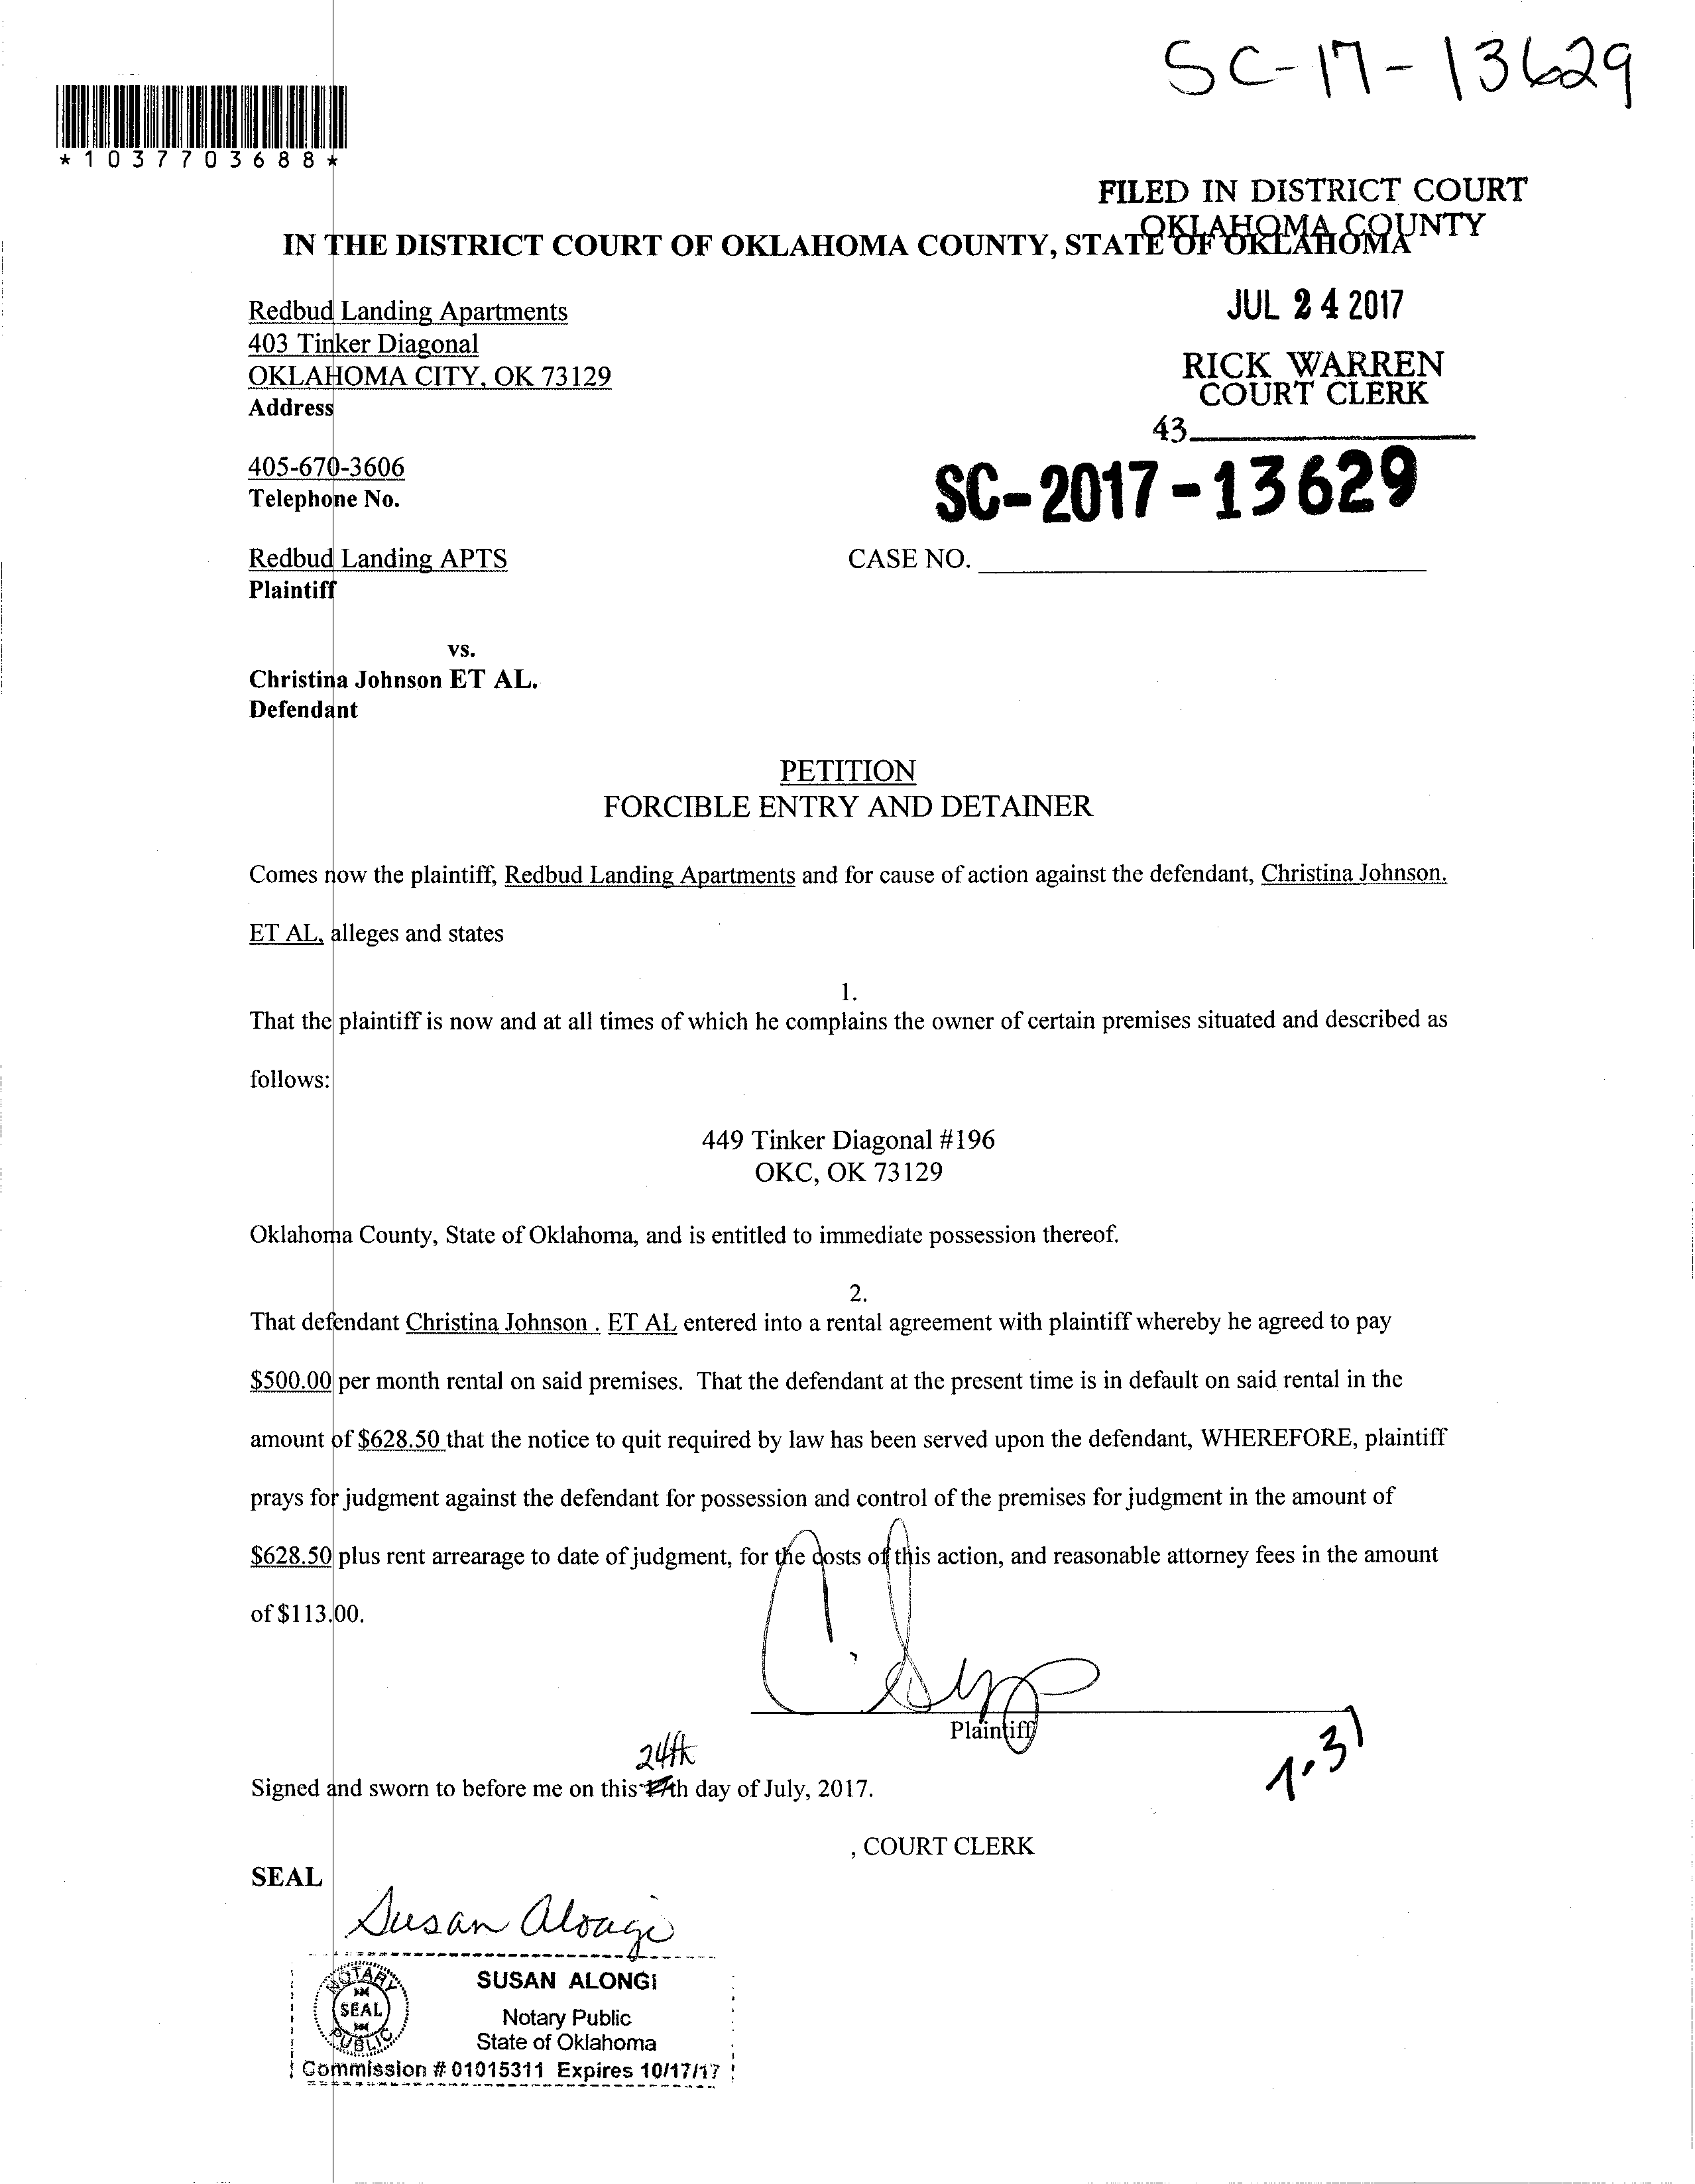 SC-17-13629
*1037703688*
FILED IN DISTRICT COURT
OKLAHOMA COUNTY
IN THE DISTRICT COURT OF OKLAHOMA COUNTY, STATE OF OKLAHOMA
Redbud Landing Apartments
JUL 24 2017
403 Tinker Diagonal
OKLAHOMA CITY, OK 73129
RICK WARREN
COURT CLERK
Address
43
405-670-3606
SC-2017-13629
Telephone No.
Redbud Landing APTS
CASE NO.
Plaintiff
vs.
Christina Johnson ET AL.
Defendant
PETITION
FORCIBLE ENTRY AND DETAINER
Comes now the plaintiff, Redbud Landing Apartments and for cause of action against the defendant, Christina Johnson.
ET AL, alleges and states
1.
That the plaintiff is now and at all times of which he complains the owner of certain premises situated and described as
follows:
449 Tinker Diagonal #196
OKC, OK 73129
Oklahoma County, State of Oklahoma, and is entitled to immediate possession thereof.
2.
That defendant Christina Johnson . ET AL entered into a rental agreement with plaintiff whereby he agreed to pay
$500.00 per month rental on said premises. That the defendant at the present time is in default on said rental in the
amount of $628.50 that the notice to quit required by law has been served upon the defendant, WHEREFORE, plaintiff
prays for judgment against the defendant for possession and control of the premises for judgment in the amount of
$628.50 plus rent arrearage to date of judgment, for the costs of this action, and reasonable attorney fees in the amount
of $113.00.
Plaintiff
24th
Signed and sworn to before me on this th day of July, 2017.
, COURT CLERK
SEAL
Susan Alongi
NOTARY
SEAL
PUBLIC
SUSAN ALONGI
Notary Public
State of Oklahoma
Commission # 01015311 Expires 10/17/17